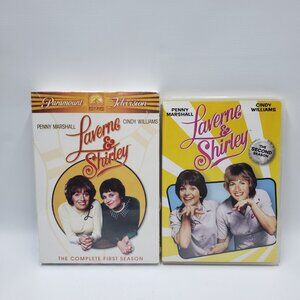 Paramount Television
PENNY MARSHALL CINDY WILLIAMS
Laverne
&
Shirley
THE COMPLETE FIRST SEASON
PENNY
MARSHALL
CINDY
WILLIAMS
Laverne
&
Shirley
THE
SECOND
SEASON